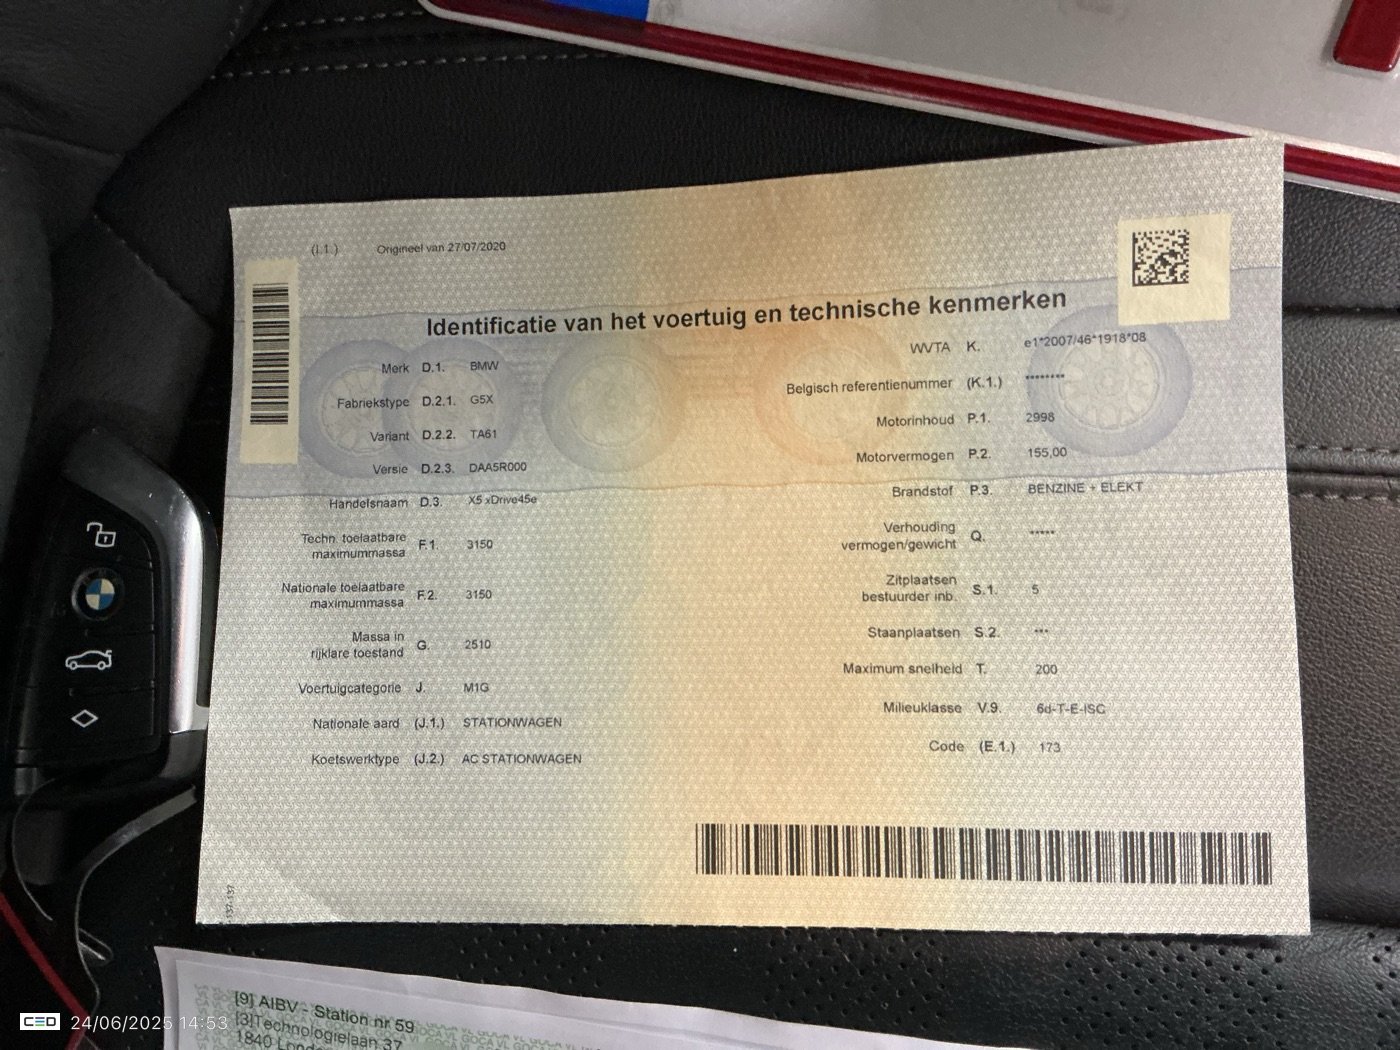 (I.1.) Origineel van 27/07/2020
Identificatie van het voertuig en technische kenmerken
Merk D.1. BMW
Fabriekstype D.2.1. G5X
Variant D.2.2. TA61
Versie D.2.3. DAA5R000
Handelsnaam D.3. X5 xDrive45e
Techn. toelaatbare
maximummassa F.1. 3150
Nationale toelaatbare
maximummassa F.2. 3150
Massa in
rijklare toestand G. 2510
Voertuigcategorie J. M1G
Nationale aard (J.1.) STATIONWAGEN
Koetswerktype (J.2.) AC STATIONWAGEN
WVTA K. e1*2007/46*1918*08
Belgisch referentienummer (K.1.) ********
Motorinhoud P.1. 2998
Motorvermogen P.2. 155,00
Brandstof P.3. BENZINE + ELEKT
Verhouding
vermogen/gewicht Q. *****
Zitplaatsen
bestuurder inb. S.1. 5
Staanplaatsen S.2. ***
Maximum snelheid T. 200
Milieuklasse V.9. 6d-T-E-ISC
Code (E.1.) 173
-137-137
[9] AIBV - Station nr 59
[3]Technologielaan 37
1840
CED 24/06/2025 14:53